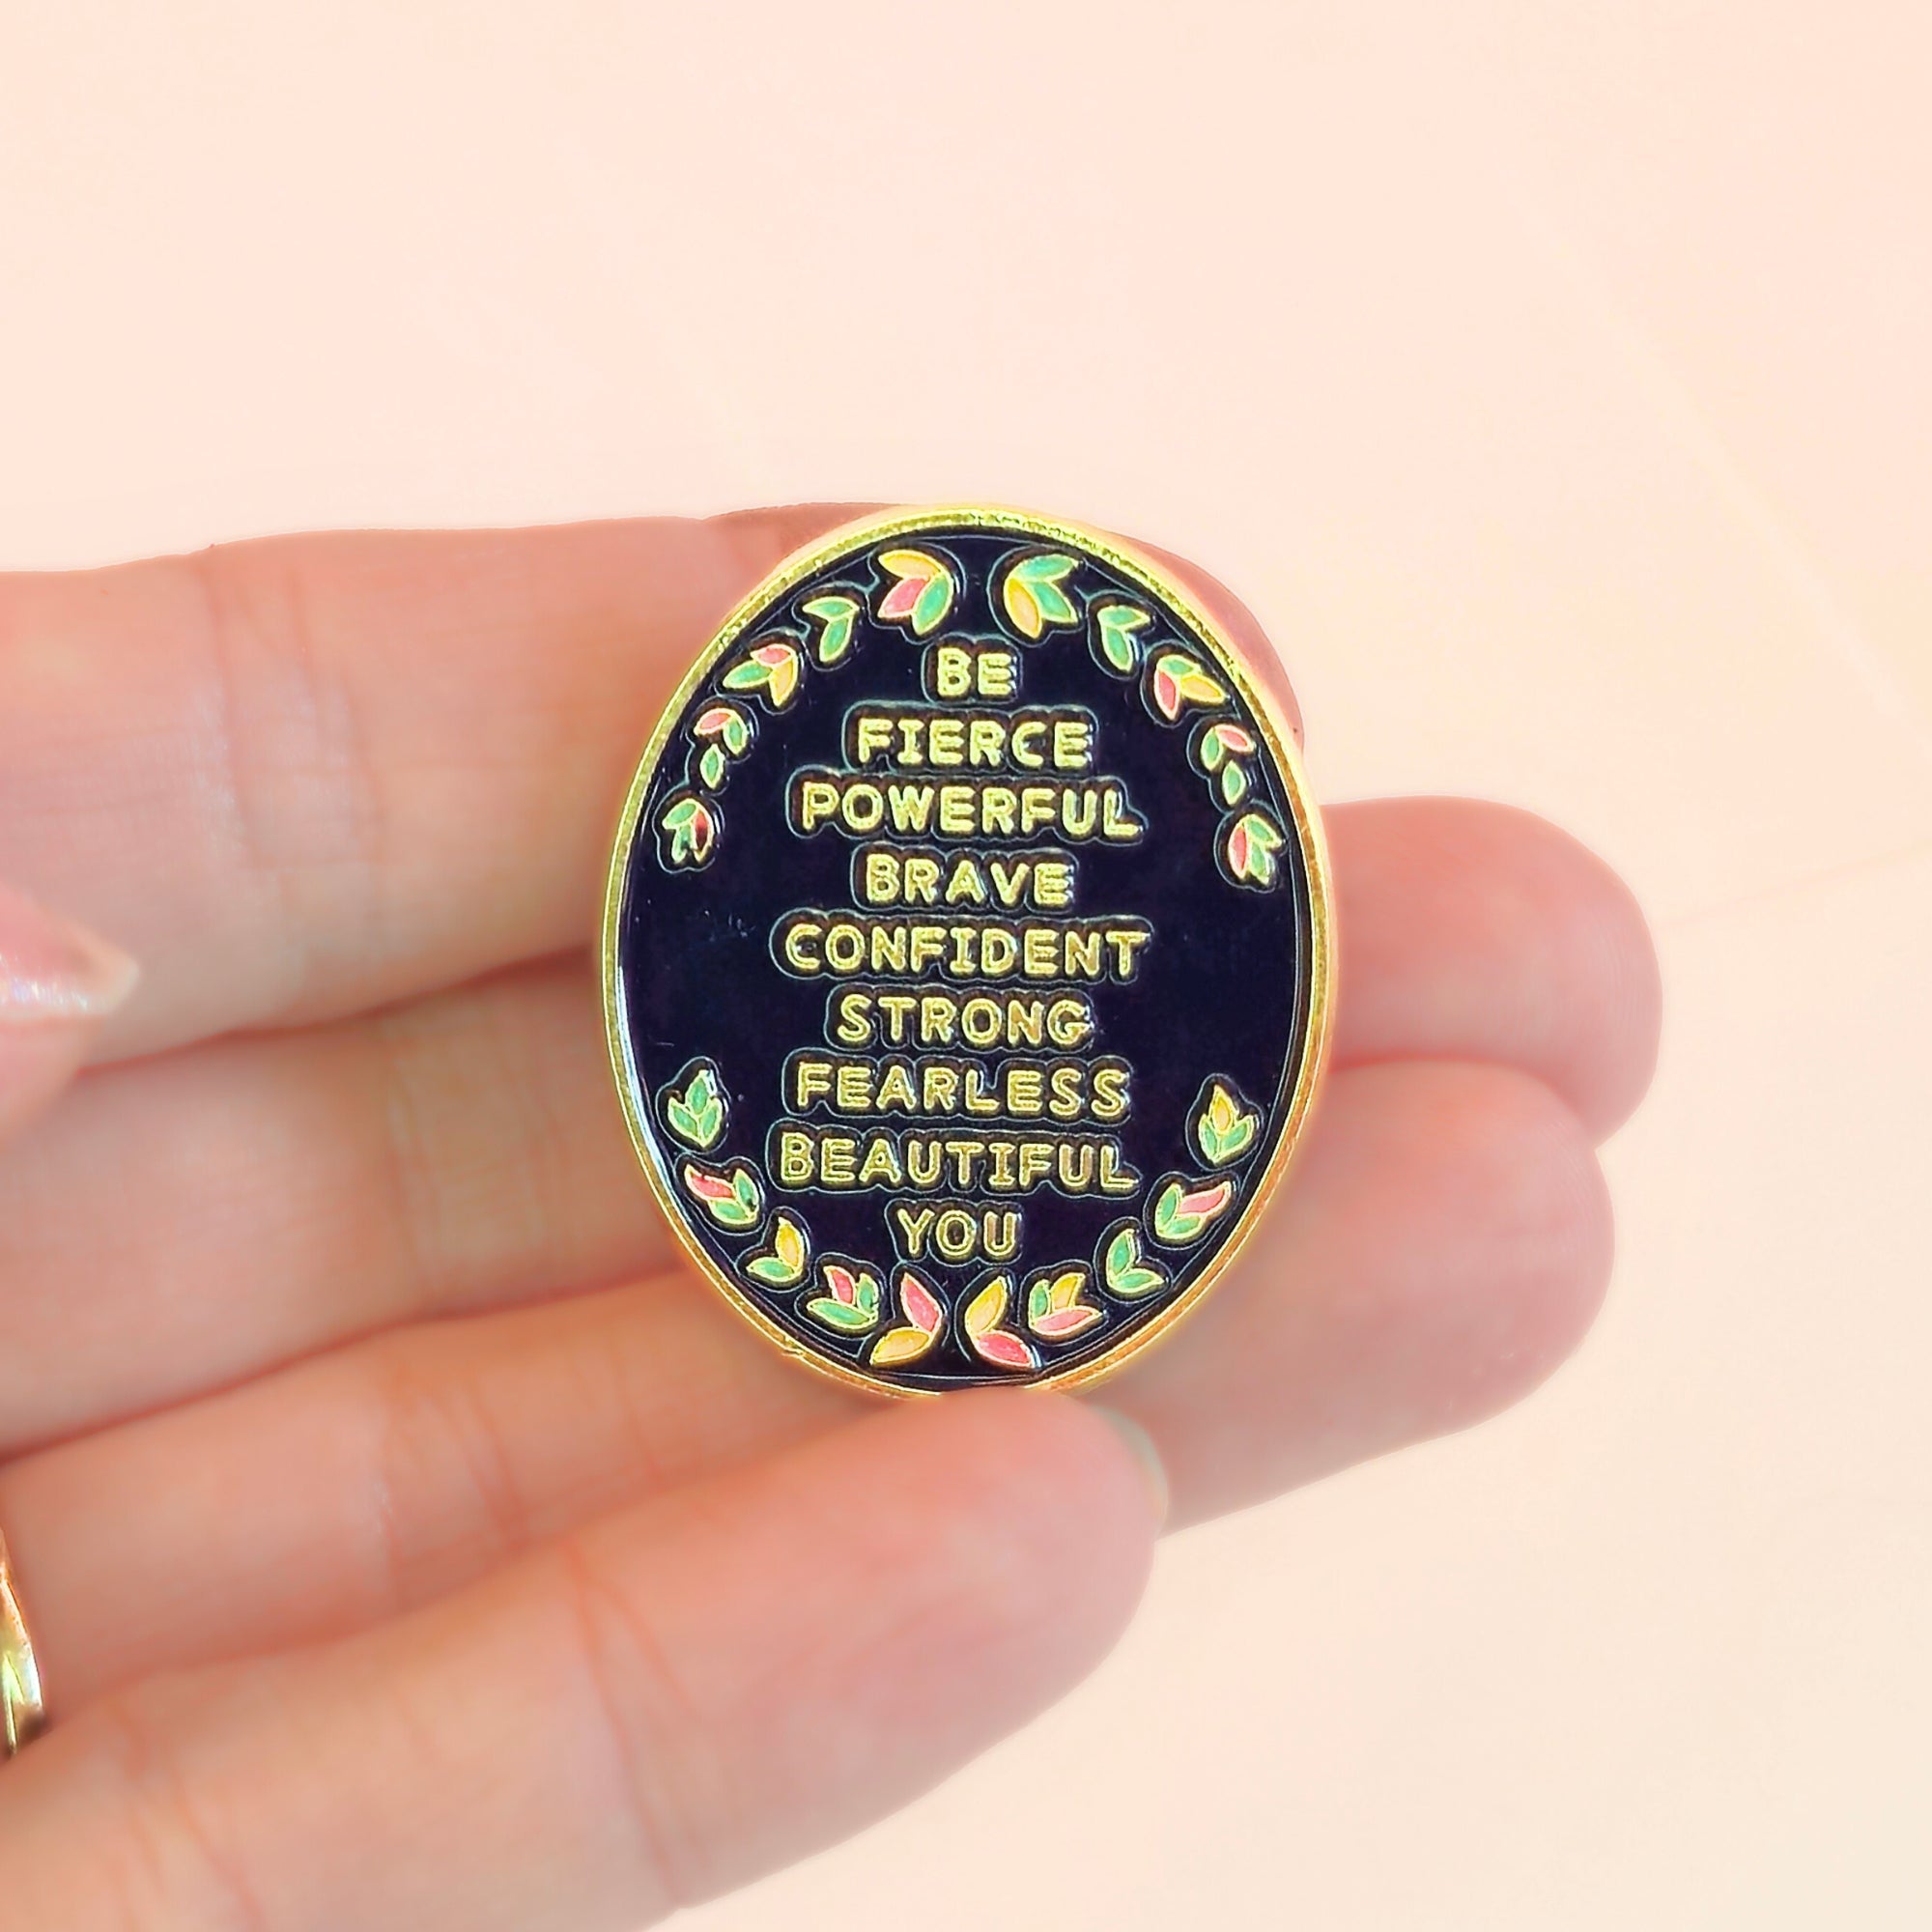 BE
FIERCE
POWERFUL
BRAVE
CONFIDENT
STRONG
FEARLESS
BEAUTIFUL
YOU